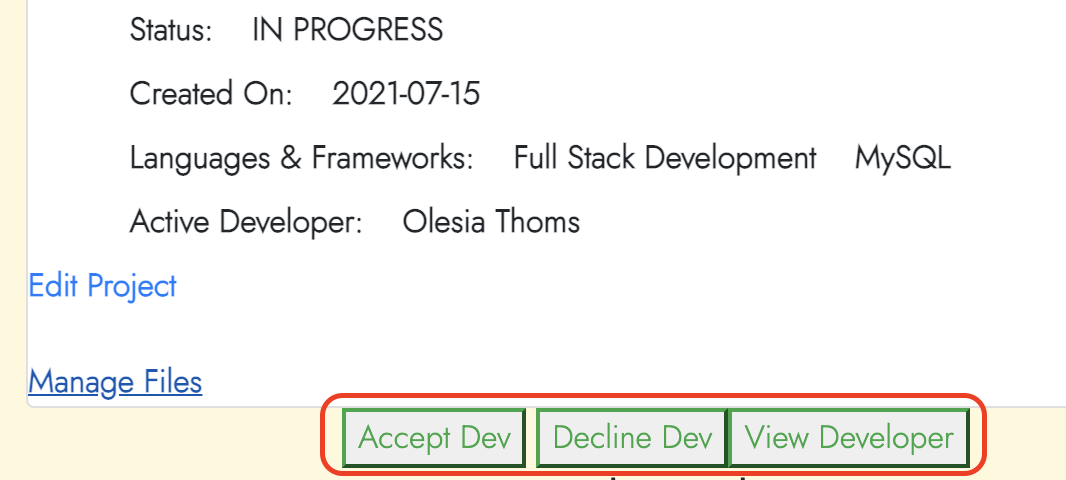 Status: IN PROGRESS
Created On: 2021-07-15
Languages & Frameworks: Full Stack Development MySQL
Active Developer: Olesia Thoms
Edit Project
Manage Files
Accept Dev Decline Dev View Developer